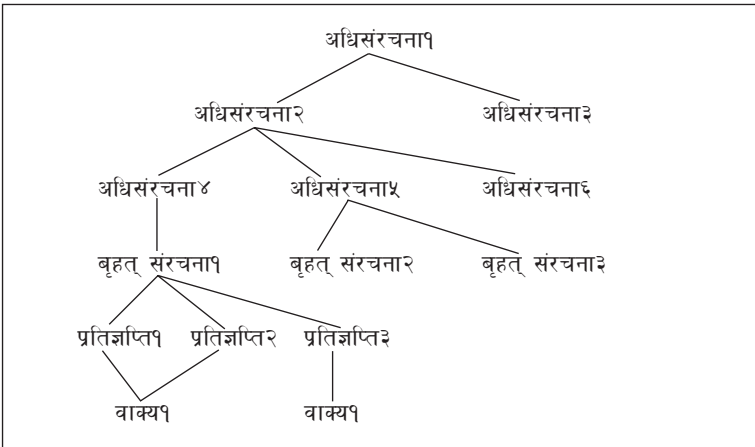 अधिसंरचना१
अधिसंरचना२ अधिसंरचना३
अधिसंरचना४ अधिसंरचना५ अधिसंरचना६
बृहत् संरचना१ बृहत् संरचना२ बृहत् संरचना३
प्रतिज्ञप्ति१ प्रतिज्ञप्ति२ प्रतिज्ञप्ति३
वाक्य१ वाक्य१